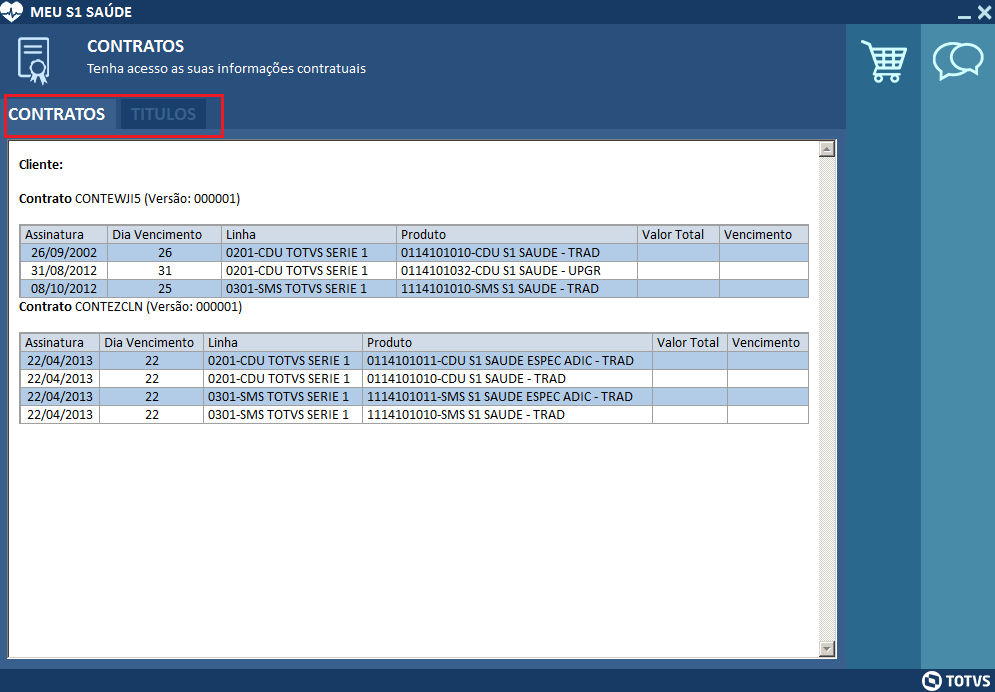 MEU S1 SAÚDE
CONTRATOS
Tenha acesso as suas informações contratuais
CONTRATOS TITULOS
Cliente:
Contrato CONTEWJI5 (Versão: 000001)
Assinatura Dia Vencimento Linha Produto Valor Total Vencimento
26/09/2002 26 0201-CDU TOTVS SERIE 1 0114101010-CDU S1 SAUDE - TRAD
31/08/2012 31 0201-CDU TOTVS SERIE 1 0114101032-CDU S1 SAUDE - UPGR
08/10/2012 25 0301-SMS TOTVS SERIE 1 1114101010-SMS S1 SAUDE - TRAD
Contrato CONTEZCLN (Versão: 000001)
Assinatura Dia Vencimento Linha Produto Valor Total Vencimento
22/04/2013 22 0201-CDU TOTVS SERIE 1 0114101011-CDU S1 SAUDE ESPEC ADIC - TRAD
22/04/2013 22 0201-CDU TOTVS SERIE 1 0114101010-CDU S1 SAUDE - TRAD
22/04/2013 22 0301-SMS TOTVS SERIE 1 1114101011-SMS S1 SAUDE ESPEC ADIC - TRAD
22/04/2013 22 0301-SMS TOTVS SERIE 1 1114101010-SMS S1 SAUDE - TRAD
TOTVS